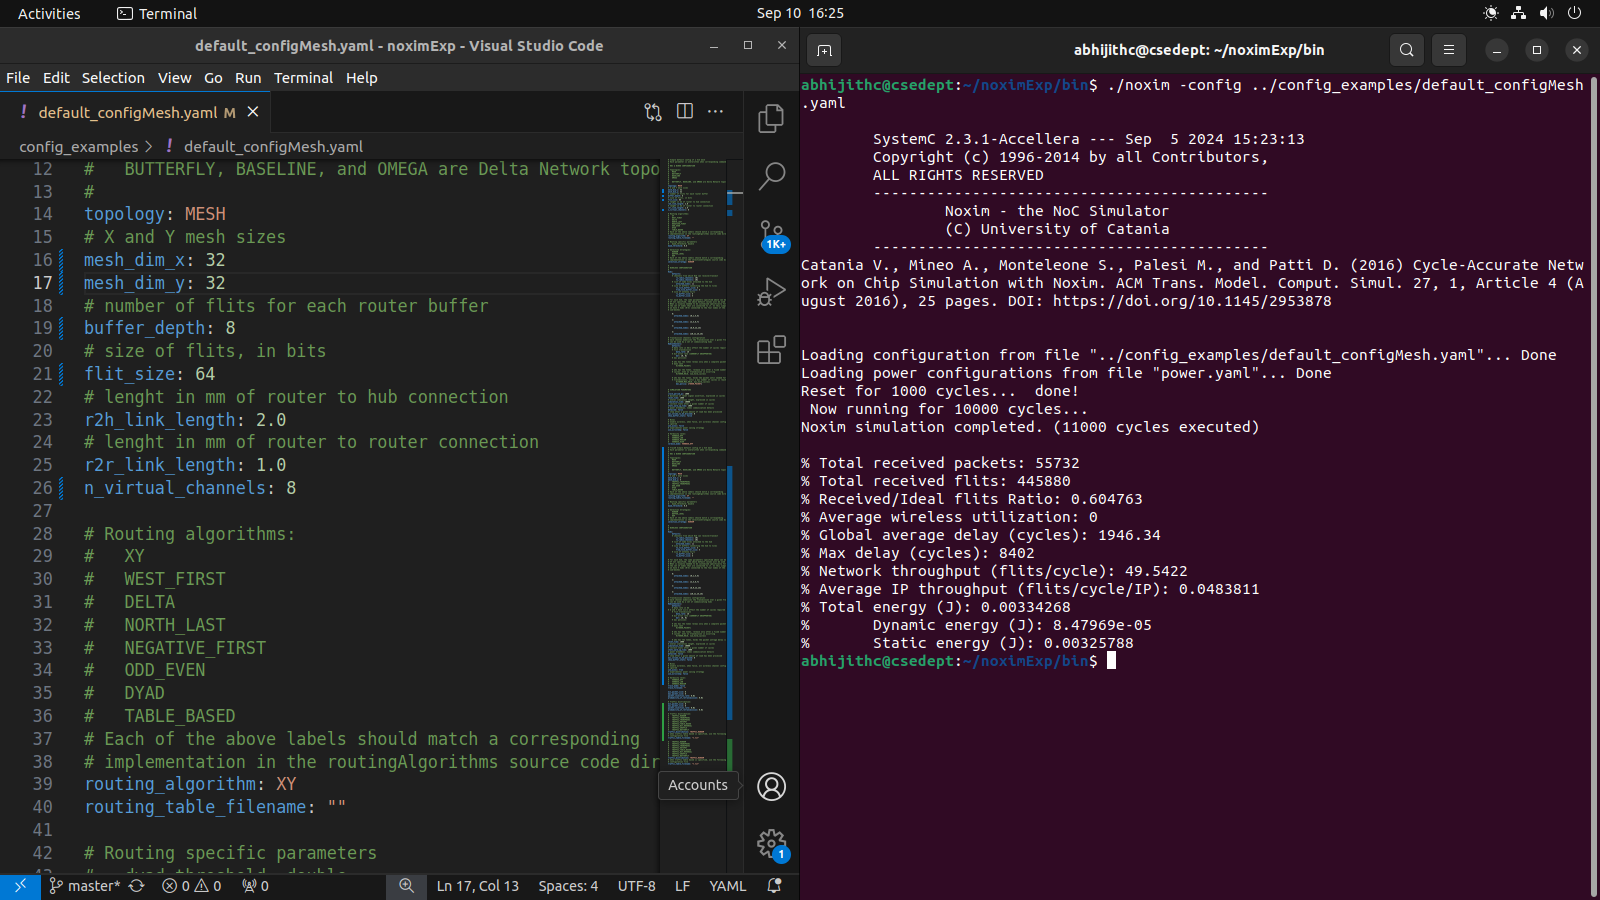 Activities
Terminal
Sep 10 16:25
default_configMesh.yaml - noximExp - Visual Studio Code
File Edit Selection View Go Run Terminal Help
! default_configMesh.yaml M
config_examples > ! default_configMesh.yaml
12 # BUTTERFLY, BASELINE, and OMEGA are Delta Network topo
13 #
14 topology: MESH
15 # X and Y mesh sizes
16 mesh_dim_x: 32
17 mesh_dim_y: 32
18 # number of flits for each router buffer
19 buffer_depth: 8
20 # size of flits, in bits
21 flit_size: 64
22 # lenght in mm of router to hub connection
23 r2h_link_length: 2.0
24 # lenght in mm of router to router connection
25 r2r_link_length: 1.0
26 n_virtual_channels: 8
27
28 # Routing algorithms:
29 # XY
30 # WEST_FIRST
31 # DELTA
32 # NORTH_LAST
33 # NEGATIVE_FIRST
34 # ODD_EVEN
35 # DYAD
36 # TABLE_BASED
37 # Each of the above labels should match a corresponding
38 # implementation in the routingAlgorithms source code dir
39 routing_algorithm: XY
40 routing_table_filename: ""
41
42 # Routing specific parameters
1K+
Accounts
1
master* 0 0 0 Ln 17, Col 13 Spaces: 4 UTF-8 LF YAML
abhijithc@csedept: ~/noximExp/bin
abhijithc@csedept:~/noximExp/bin$ ./noxim -config ../config_examples/default_configMesh
.yaml
SystemC 2.3.1-Accellera --- Sep  5 2024 15:23:13
Copyright (c) 1996-2014 by all Contributors,
ALL RIGHTS RESERVED
--------------------------------------------
Noxim - the NoC Simulator
(C) University of Catania
--------------------------------------------
Catania V., Mineo A., Monteleone S., Palesi M., and Patti D. (2016) Cycle-Accurate Netw
ork on Chip Simulation with Noxim. ACM Trans. Model. Comput. Simul. 27, 1, Article 4 (A
ugust 2016), 25 pages. DOI: https://doi.org/10.1145/2953878
Loading configuration from file "../config_examples/default_configMesh.yaml"... Done
Loading power configurations from file "power.yaml"... Done
Reset for 1000 cycles...  done!
Now running for 10000 cycles...
Noxim simulation completed. (11000 cycles executed)
% Total received packets: 55732
% Total received flits: 445880
% Received/Ideal flits Ratio: 0.604763
% Average wireless utilization: 0
% Global average delay (cycles): 1946.34
% Max delay (cycles): 8402
% Network throughput (flits/cycle): 49.5422
% Average IP throughput (flits/cycle/IP): 0.0483811
% Total energy (J): 0.00334268
% Dynamic energy (J): 8.47969e-05
% Static energy (J): 0.00325788
abhijithc@csedept:~/noximExp/bin$